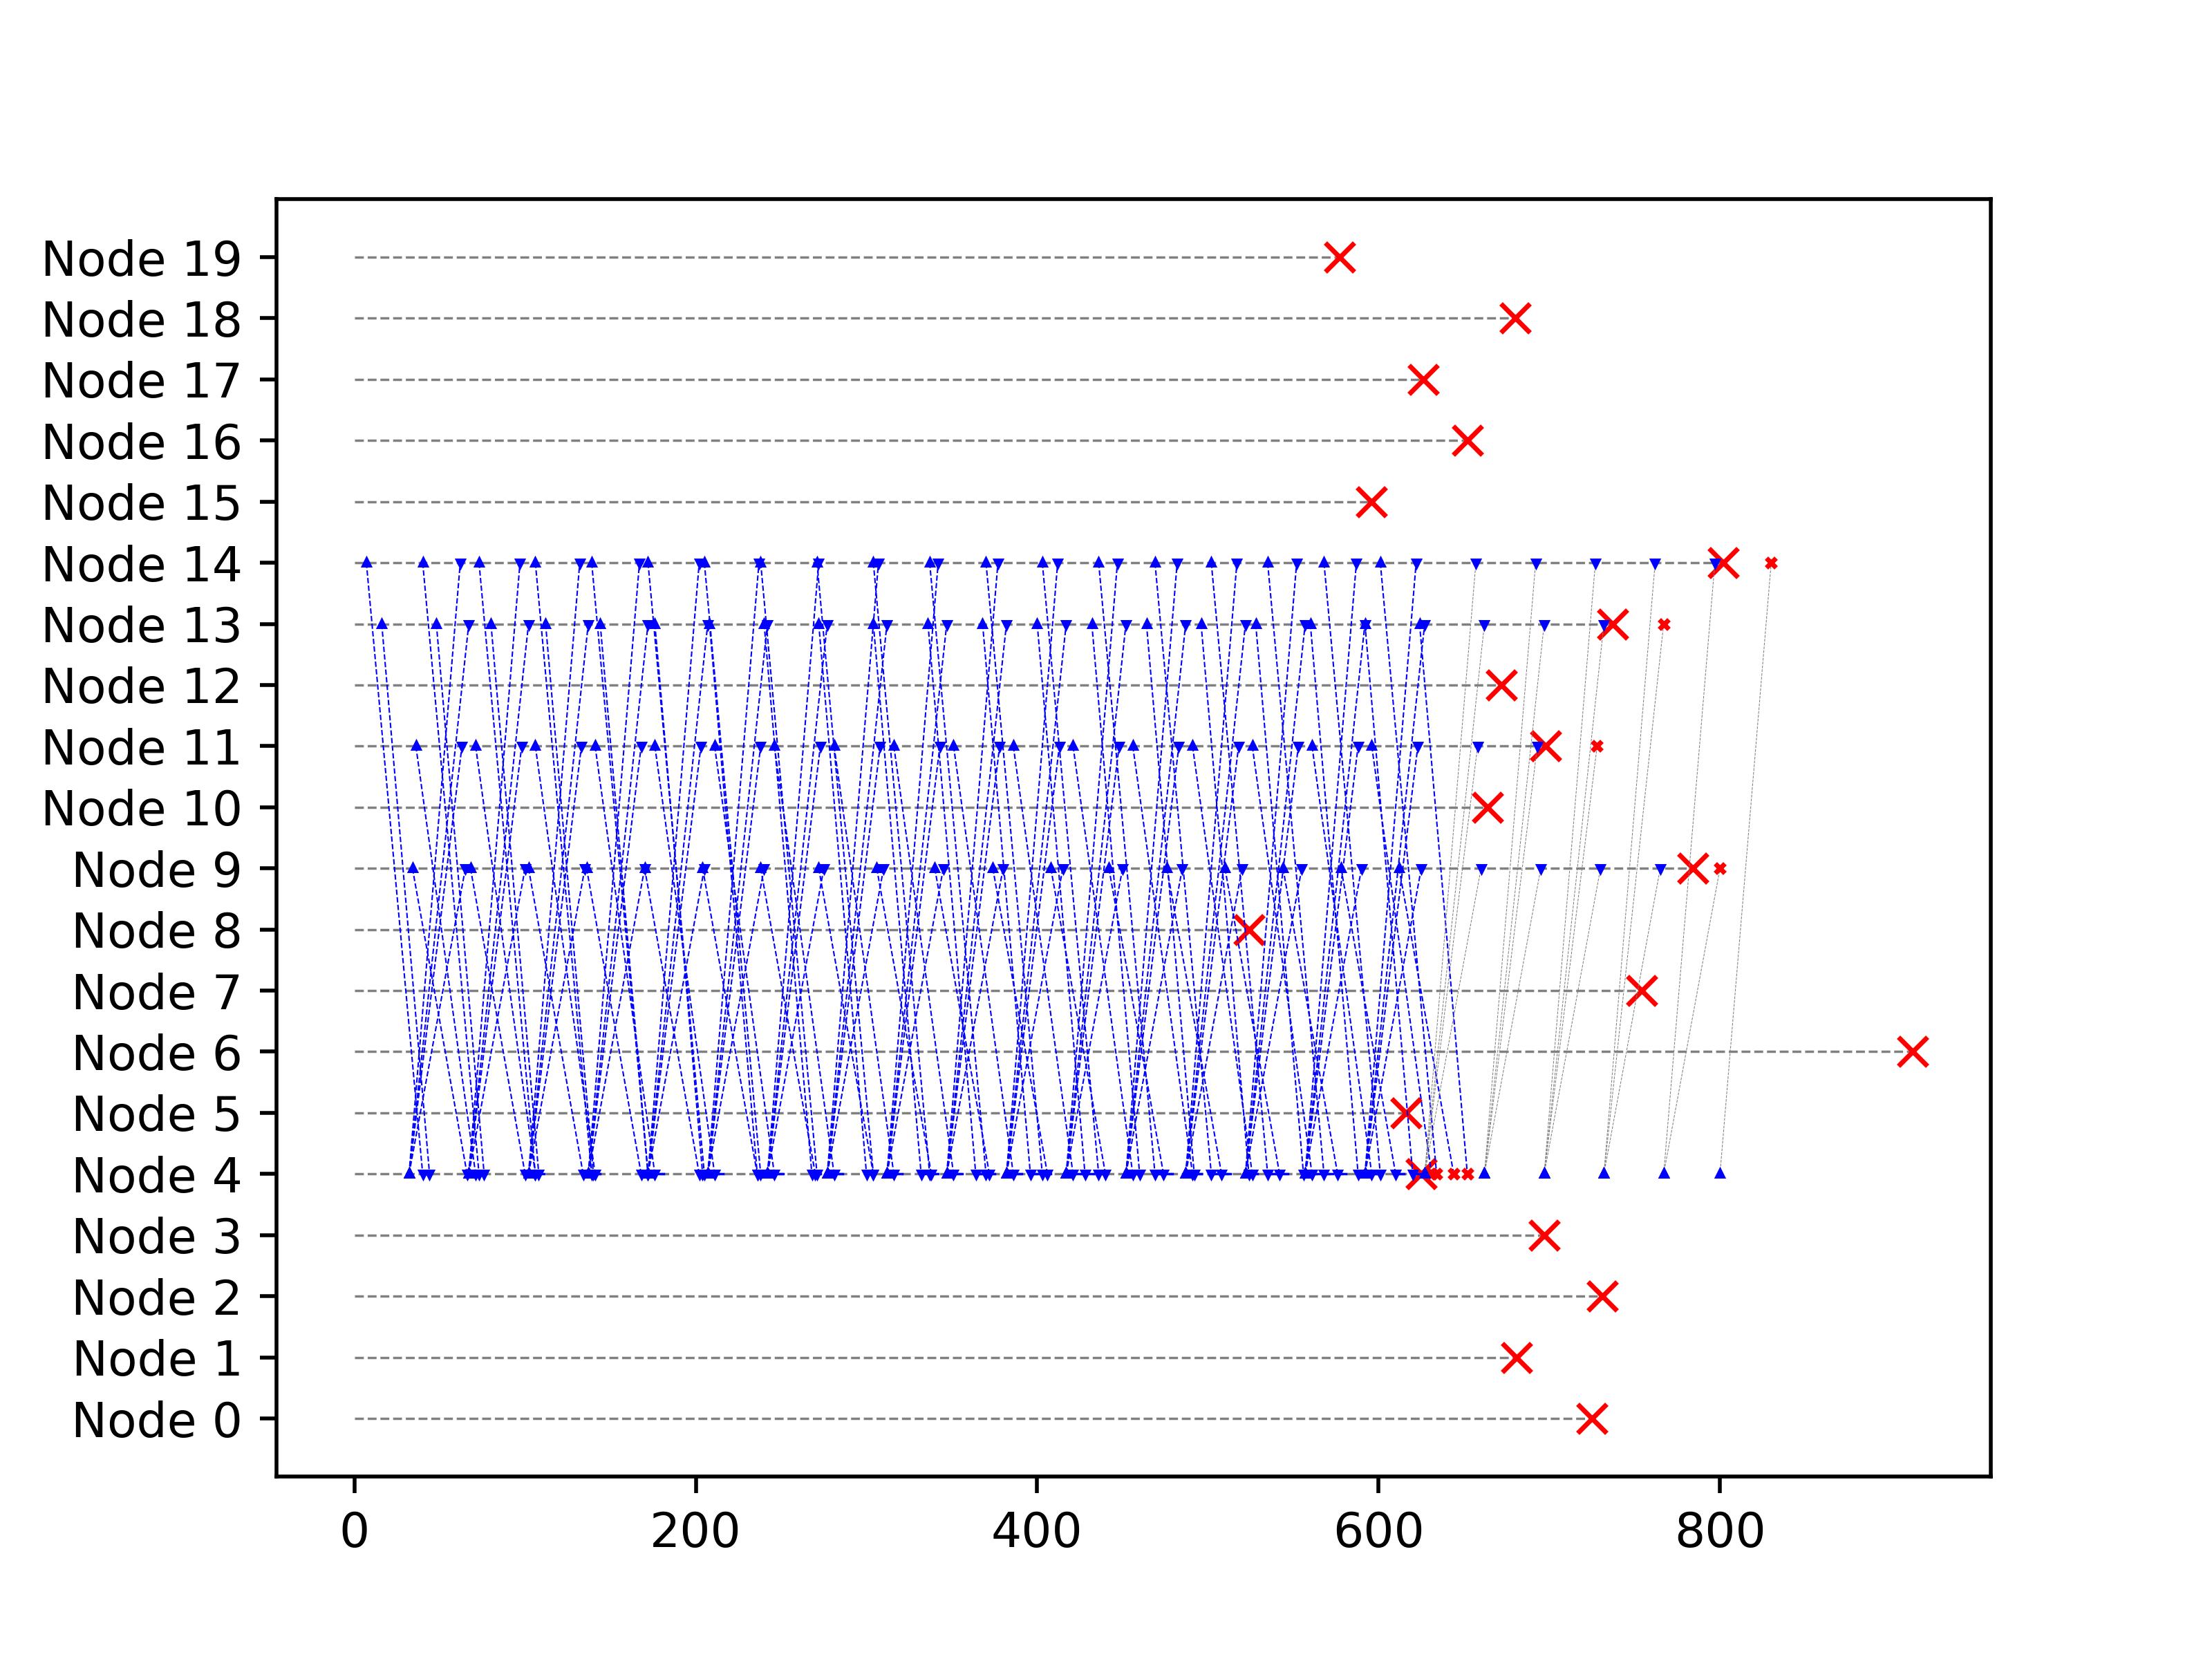 Node 19
Node 18
Node 17
Node 16
Node 15
Node 14
Node 13
Node 12
Node 11
Node 10
Node 9
Node 8
Node 7
Node 6
Node 5
Node 4
Node 3
Node 2
Node 1
Node 0
0 200 400 600 800